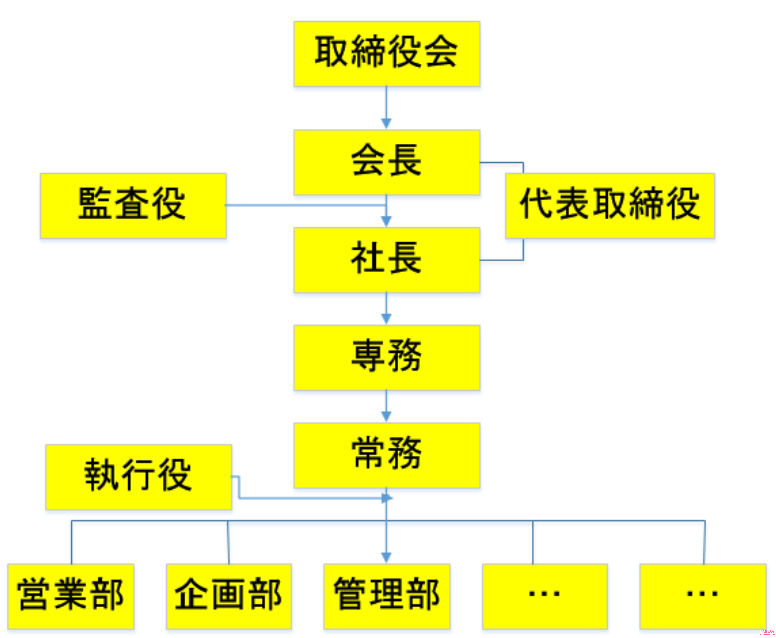 取締役会
会長
監査役
代表取締役
社長
専務
常務
執行役
営業部
企画部
管理部
…
…